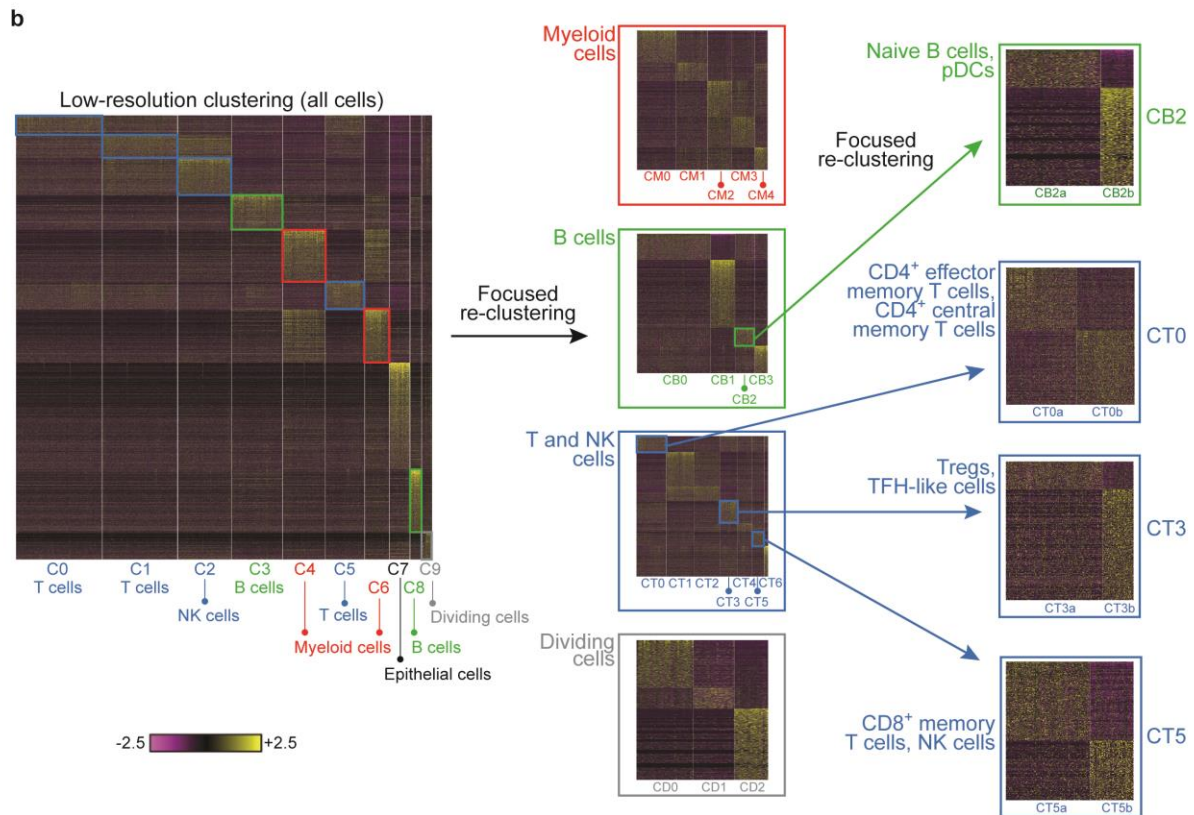 b
Low-resolution clustering (all cells)
C0
T cells
C1
T cells
C2
NK cells
C3
B cells
C4
C6
Myeloid cells
C5
T cells
C7
Epithelial cells
C8
B cells
C9
Dividing cells
-2.5
+2.5
Focused
re-clustering
Myeloid
cells
CM0
CM1
CM2
CM3
CM4
B cells
CB0
CB1
CB2
CB3
T and NK
cells
CT0
CT1
CT2
CT3
CT4
CT5
CT6
Dividing
cells
CD0
CD1
CD2
Focused
re-clustering
Naive B cells,
pDCs
CB2
CB2a
CB2b
CD4⁺ effector
memory T cells,
CD4⁺ central
memory T cells
CT0
CT0a
CT0b
Tregs,
TFH-like cells
CT3
CT3a
CT3b
CD8⁺ memory
T cells, NK cells
CT5
CT5a
CT5b